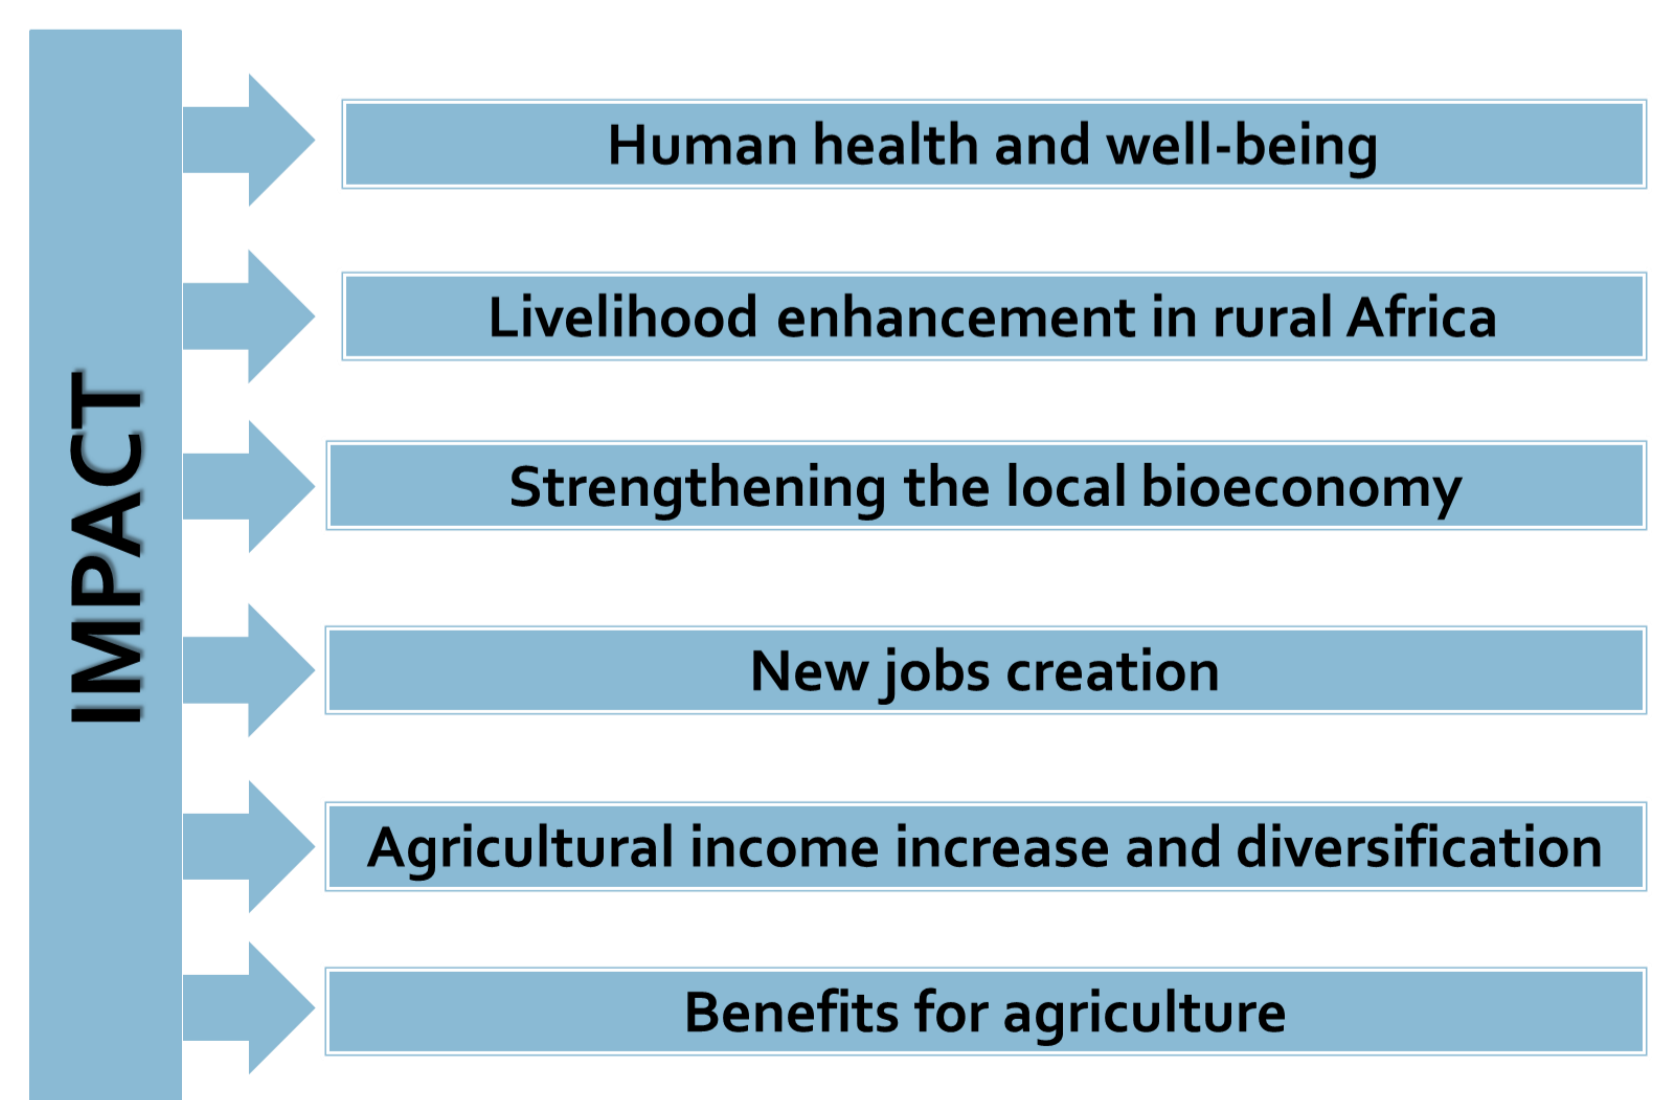 IMPACT
Human health and well-being
Livelihood enhancement in rural Africa
Strengthening the local bioeconomy
New jobs creation
Agricultural income increase and diversification
Benefits for agriculture